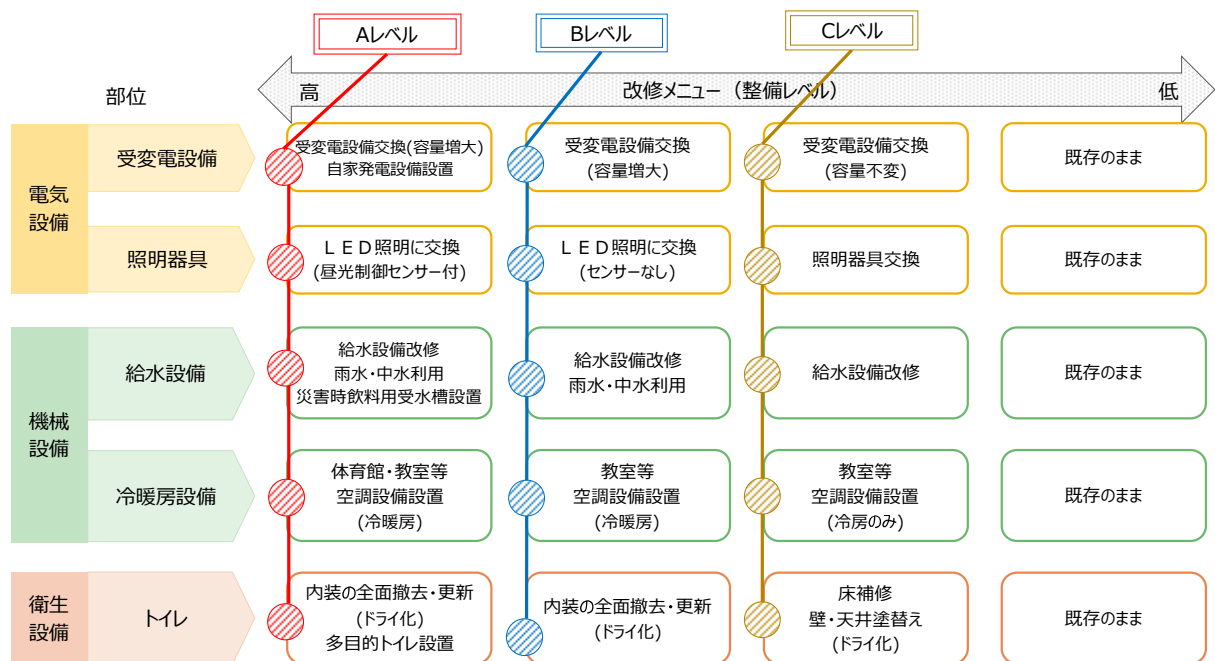 Aレベル
Bレベル
Cレベル
部位
高
改修メニュー（整備レベル）
低
電気
設備
受変電設備
受変電設備交換(容量増大)
自家発電設備設置
受変電設備交換
(容量増大)
受変電設備交換
(容量不変)
既存のまま
照明器具
ＬＥＤ照明に交換
(昼光制御センサー付)
ＬＥＤ照明に交換
(センサーなし)
照明器具交換
既存のまま
機械
設備
給水設備
給水設備改修
雨水・中水利用
災害時飲料用受水槽設置
給水設備改修
雨水・中水利用
給水設備改修
既存のまま
冷暖房設備
体育館・教室等
空調設備設置
(冷暖房)
教室等
空調設備設置
(冷暖房)
教室等
空調設備設置
(冷房のみ)
既存のまま
衛生
設備
トイレ
内装の全面撤去・更新
(ドライ化)
多目的トイレ設置
内装の全面撤去・更新
(ドライ化)
床補修
壁・天井塗替え
(ドライ化)
既存のまま